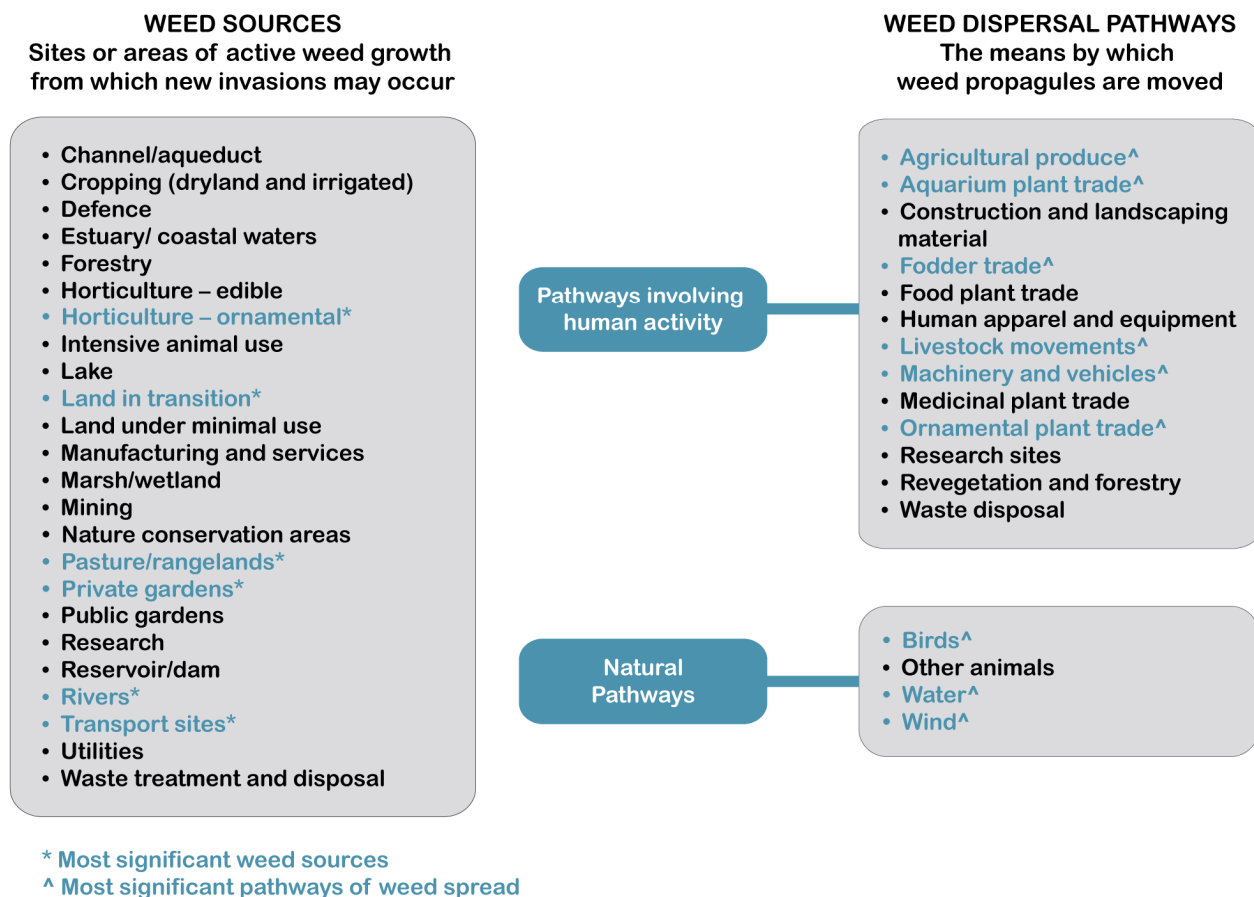 WEED SOURCES
Sites or areas of active weed growth
from which new invasions may occur
• Channel/aqueduct
• Cropping (dryland and irrigated)
• Defence
• Estuary/ coastal waters
• Forestry
• Horticulture – edible
• Horticulture – ornamental*
• Intensive animal use
• Lake
• Land in transition*
• Land under minimal use
• Manufacturing and services
• Marsh/wetland
• Mining
• Nature conservation areas
• Pasture/rangelands*
• Private gardens*
• Public gardens
• Research
• Reservoir/dam
• Rivers*
• Transport sites*
• Utilities
• Waste treatment and disposal
Pathways involving
human activity
Natural
Pathways
WEED DISPERSAL PATHWAYS
The means by which
weed propagules are moved
• Agricultural produce^
• Aquarium plant trade^
• Construction and landscaping
material
• Fodder trade^
• Food plant trade
• Human apparel and equipment
• Livestock movements^
• Machinery and vehicles^
• Medicinal plant trade
• Ornamental plant trade^
• Research sites
• Revegetation and forestry
• Waste disposal
• Birds^
• Other animals
• Water^
• Wind^
* Most significant weed sources
^ Most significant pathways of weed spread